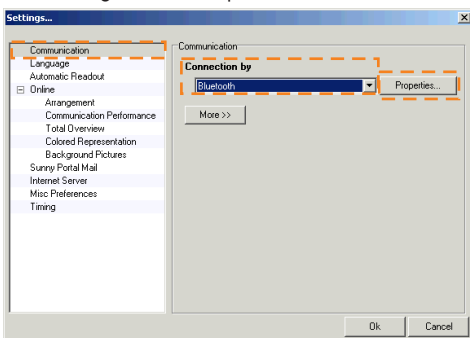 Settings...
Communication
Language
Automatic Readout
Online
Arrangement
Communication Performance
Total Overview
Colored Representation
Background Pictures
Sunny Portal Mail
Internet Server
Misc Preferences
Timing
Communication
Connection by
Bluetooth
Properties...
More >>
Ok
Cancel